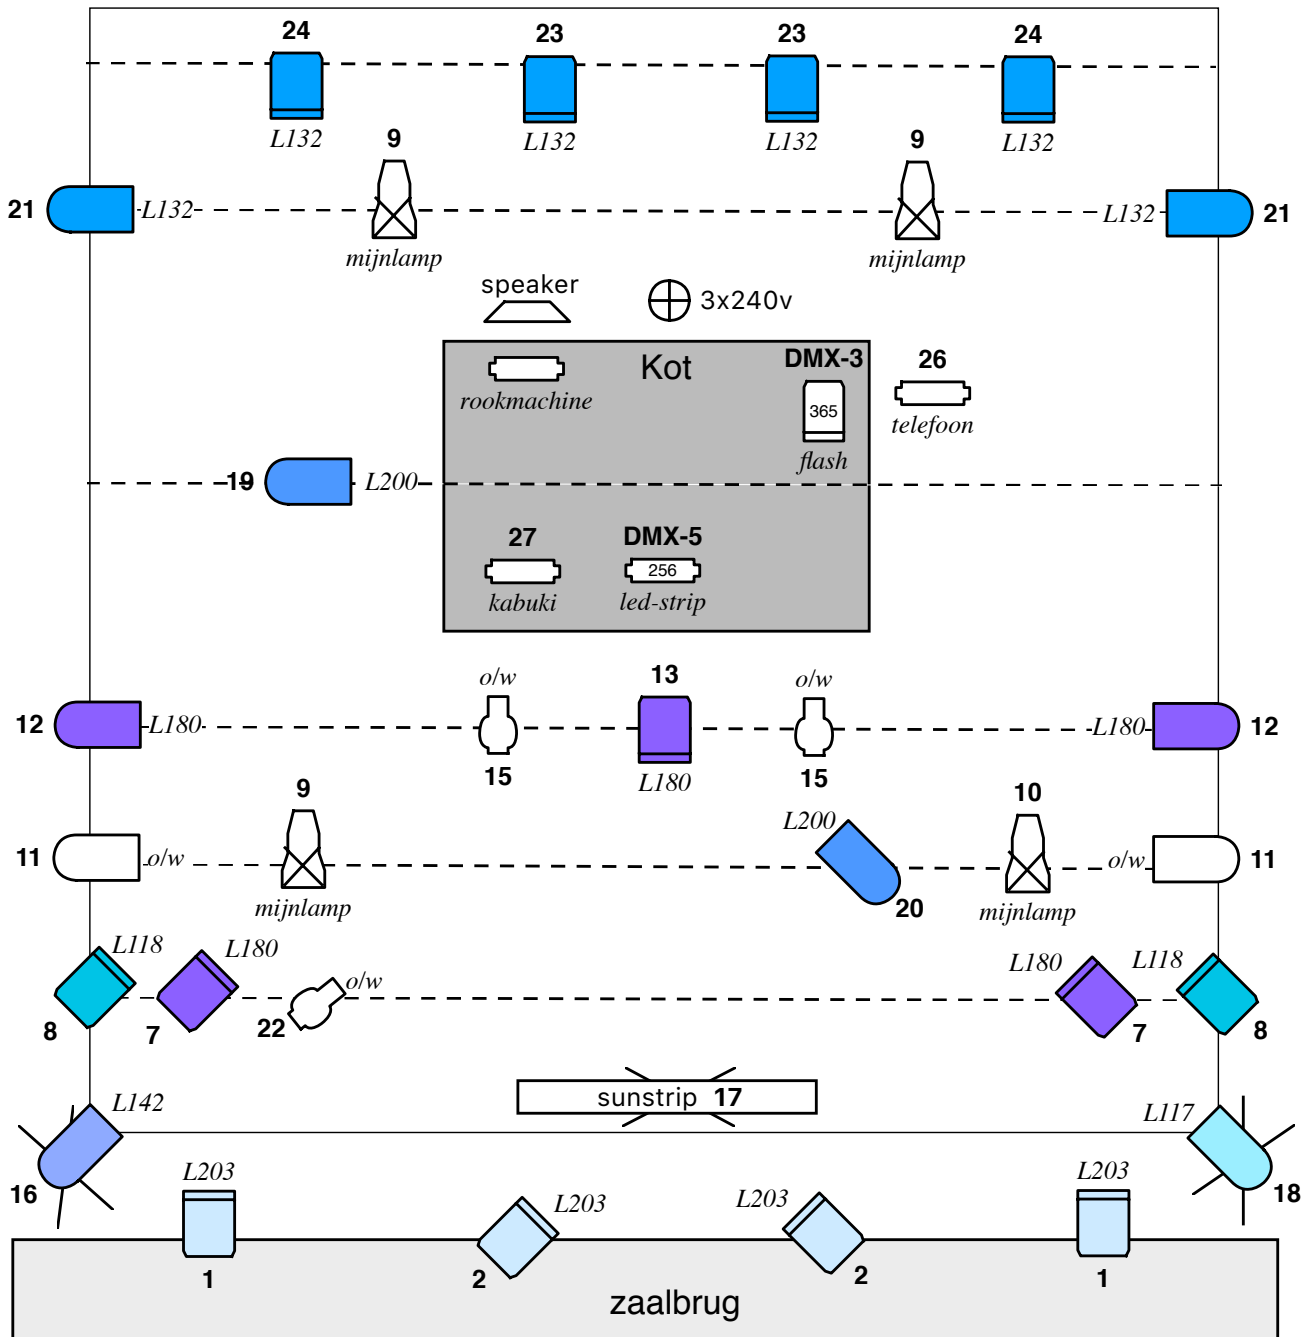 24 23 23 24
L132 L132 L132 L132
9 9
21 L132 L132 21
mijnlamp mijnlamp
speaker 3x240v
Kot DMX-3 26
rookmachine 365 telefoon
flash
19 L200
27 DMX-5
256
kabuki led-strip
o/w 13 o/w
12 L180 L180 12
15 L180 15
9 10
L200
11 o/w o/w 11
mijnlamp 20 mijnlamp
L118 L180 L180 L118
o/w
8 7 22 7 8
sunstrip 17
L142 L117
16 L203 L203 L203 L203 18
1 2 2 1
zaalbrug